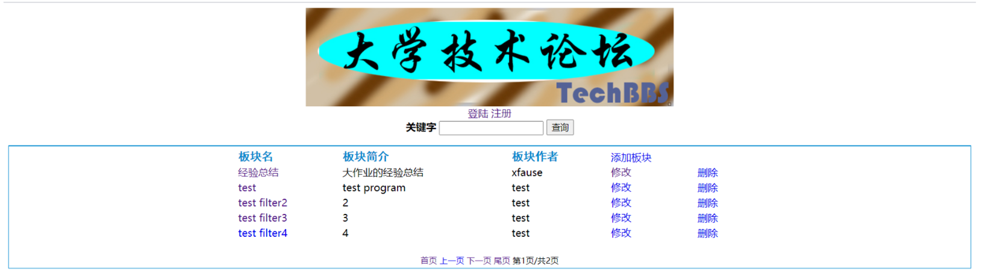 大学技术论坛
TechBBS
登陆 注册
关键字 查询
板块名 板块简介 板块作者 添加板块
经验总结 大作业的经验总结 xfause 修改 删除
test test program test 修改 删除
test filter2 2 test 修改 删除
test filter3 3 test 修改 删除
test filter4 4 test 修改 删除
首页 上一页 下一页 尾页 第1页/共2页